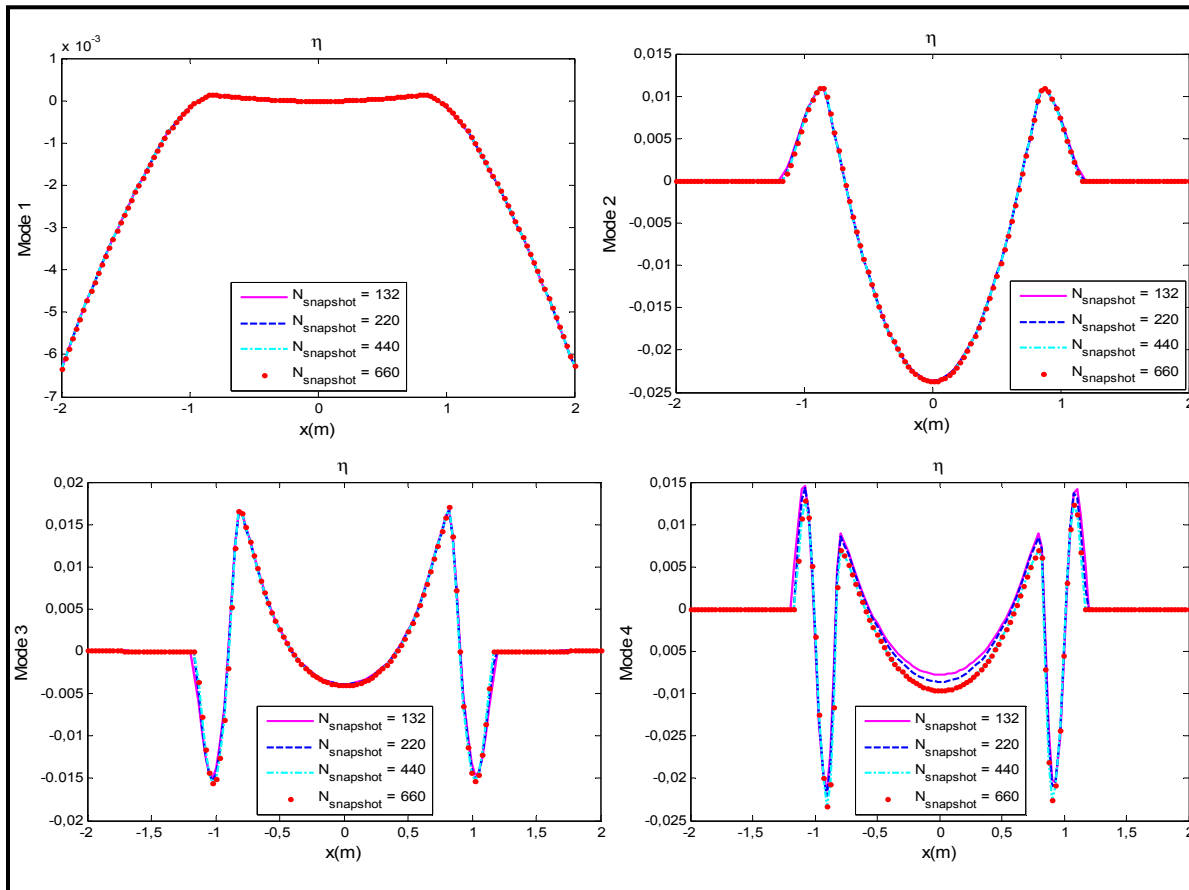 x 10⁻³
η
1
0
-1
-2
-3
-4
-5
-6
-7
Mode 1
N_snapshot = 132
N_snapshot = 220
N_snapshot = 440
N_snapshot = 660
-2 -1 0 1 2
x(m)
η
0,015
0,01
0,005
0
-0,005
-0,01
-0,015
-0,02
-0,025
Mode 2
N_snapshot = 132
N_snapshot = 220
N_snapshot = 440
N_snapshot = 660
-2 -1 0 1 2
x(m)
η
0,02
0,015
0,01
0,005
0
-0,005
-0,01
-0,015
-0,02
Mode 3
N_snapshot = 132
N_snapshot = 220
N_snapshot = 440
N_snapshot = 660
-2 -1,5 -1 -0,5 0 0,5 1 1,5 2
x(m)
η
0,015
0,01
0,005
0
-0,005
-0,01
-0,015
-0,02
-0,025
Mode 4
N_snapshot = 132
N_snapshot = 220
N_snapshot = 440
N_snapshot = 660
-2 -1,5 -1 -0,5 0 0,5 1 1,5 2
x(m)